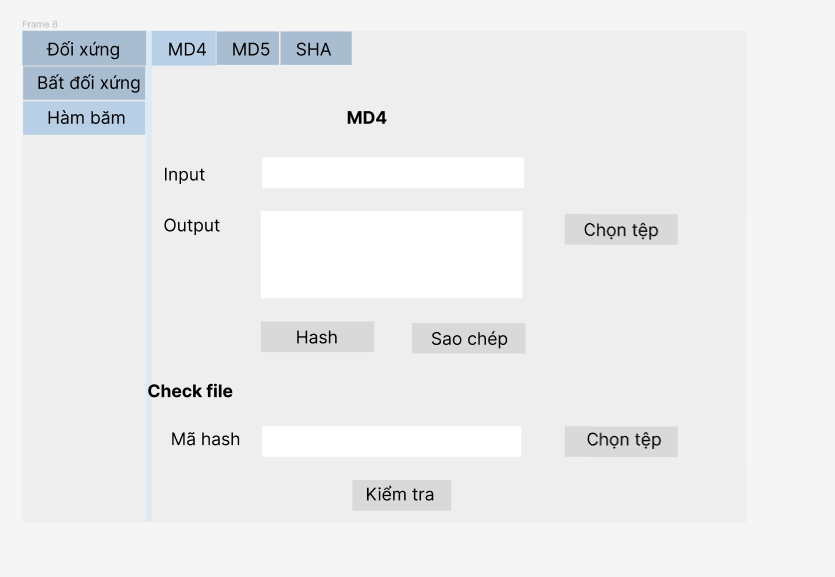 Frame 8
Đối xứng
Bất đối xứng
Hàm băm
MD4 MD5 SHA
MD4
Input
Output
Chọn tệp
Hash Sao chép
Check file
Mã hash
Chọn tệp
Kiểm tra